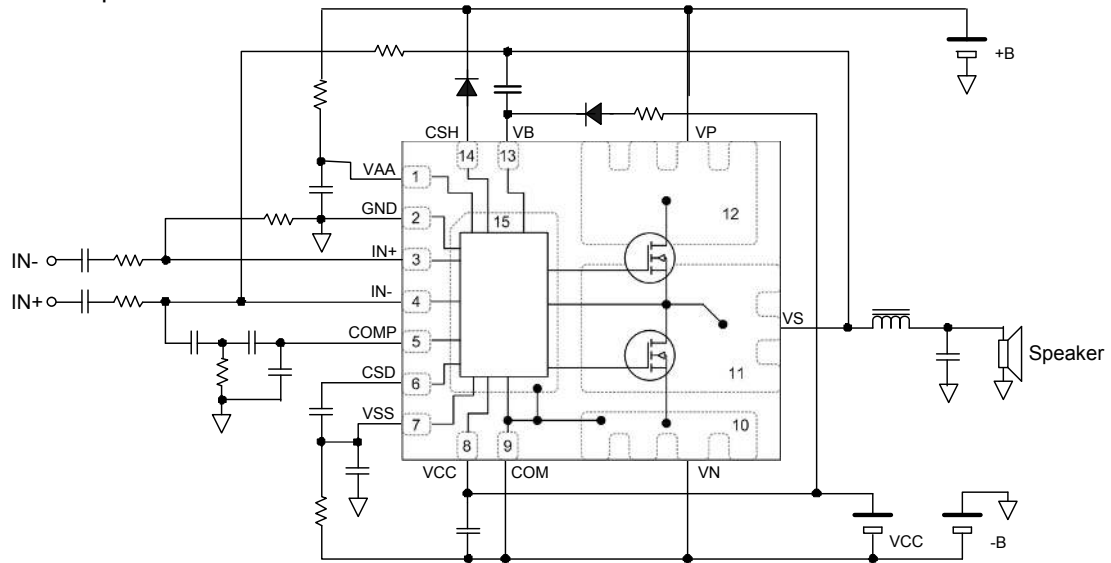 +B
CSH
VB
VP
14
13
VAA
1
GND
2
15
12
IN-
IN+
3
IN+
IN-
4
COMP
5
VS
Speaker
CSD
6
11
VSS
7
10
8
9
VCC
COM
VN
VCC
-B